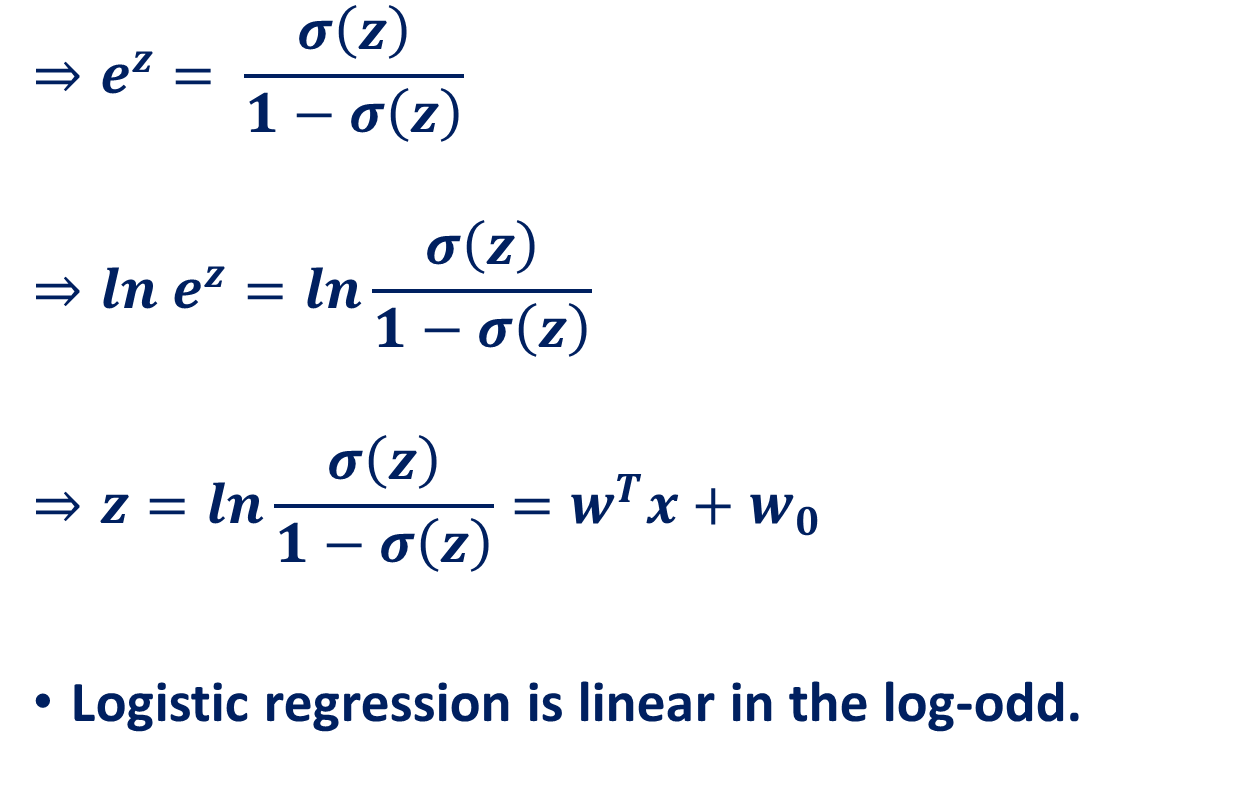 ⇒ e^z = σ(z) / (1 − σ(z))
⇒ ln e^z = ln σ(z) / (1 − σ(z))
⇒ z = ln σ(z) / (1 − σ(z)) = w^T x + w_0
• Logistic regression is linear in the log-odd.